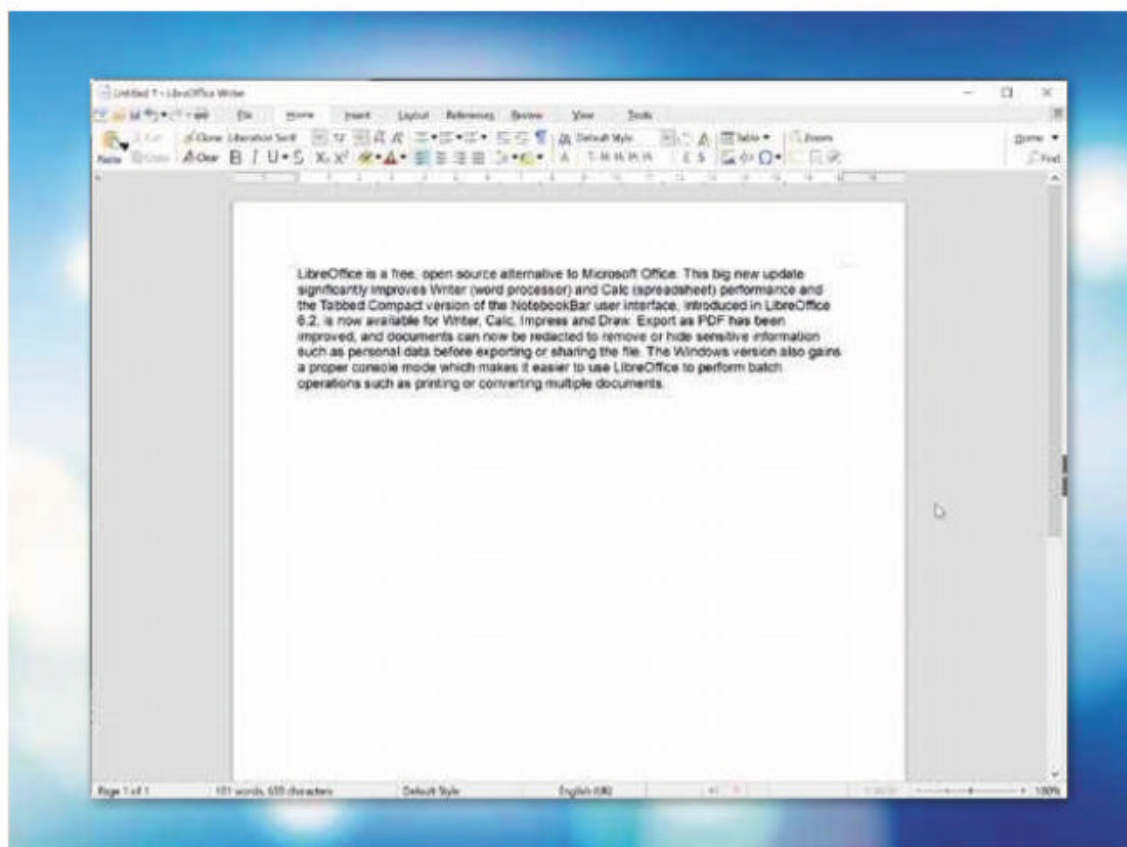 Untitled 1 - LibreOffice Writer
File Home Insert Layout References Review View Tools
Cut Clone Liberation Serif 12 Default Style Table Home
Paste Clear B I U S Find
LibreOffice is a free, open source alternative to Microsoft Office. This big new update
significantly improves Writer (word processor) and Calc (spreadsheet) performance and
the Tabbed Compact version of the NotebookBar user interface, introduced in LibreOffice
6.2, is now available for Writer, Calc, Impress and Draw. Export as PDF has been
improved, and documents can now be redacted to remove or hide sensitive information
such as personal data before exporting or sharing the file. The Windows version also gains
a proper console mode which makes it easier to use LibreOffice to perform batch
operations such as printing or converting multiple documents.
Page 1 of 1 101 words, characters Default Style English (UK) 100%